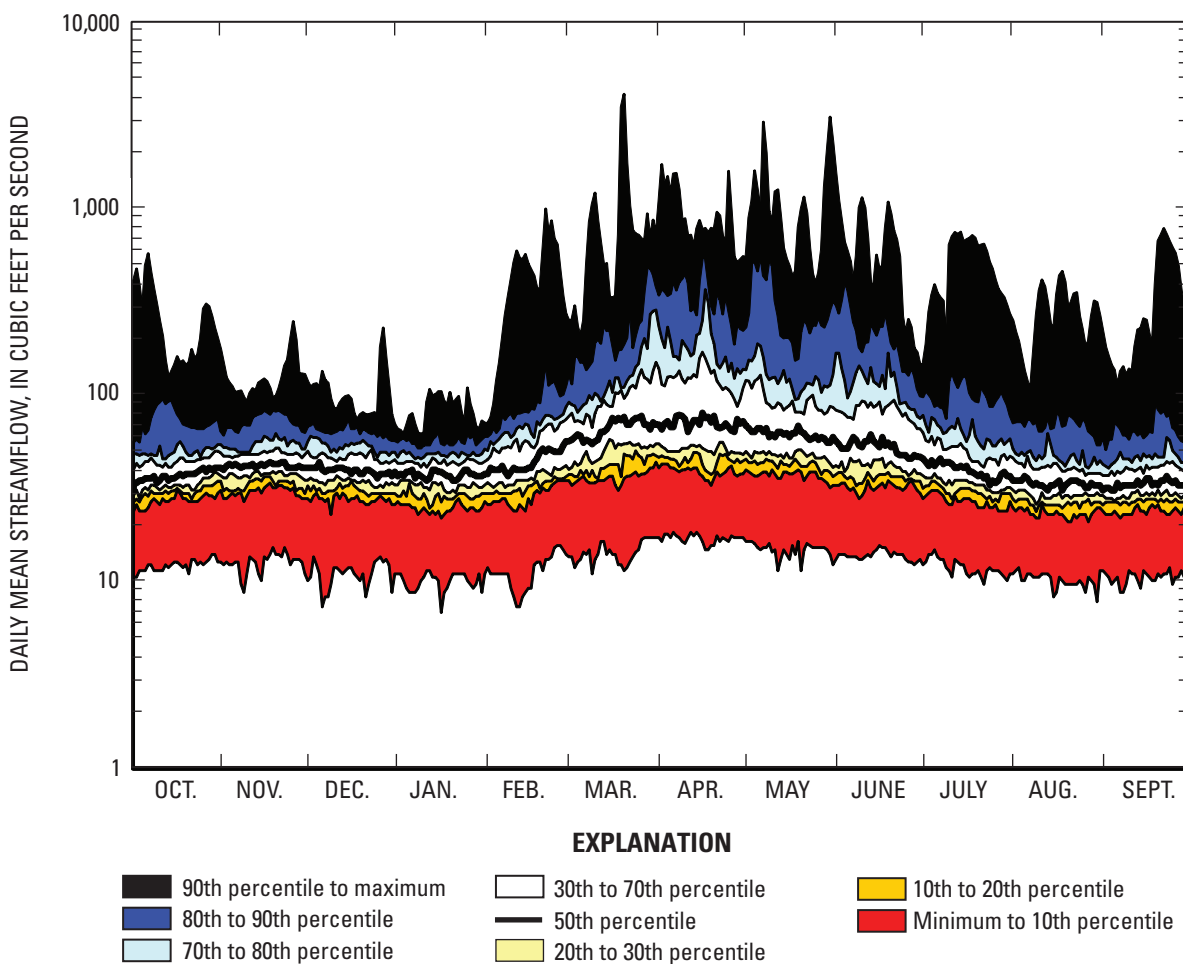 DAILY MEAN STREAMFLOW, IN CUBIC FEET PER SECOND
10,000
1,000
100
10
1
OCT. NOV. DEC. JAN. FEB. MAR. APR. MAY JUNE JULY AUG. SEPT.
EXPLANATION
90th percentile to maximum
80th to 90th percentile
70th to 80th percentile
30th to 70th percentile
50th percentile
20th to 30th percentile
10th to 20th percentile
Minimum to 10th percentile